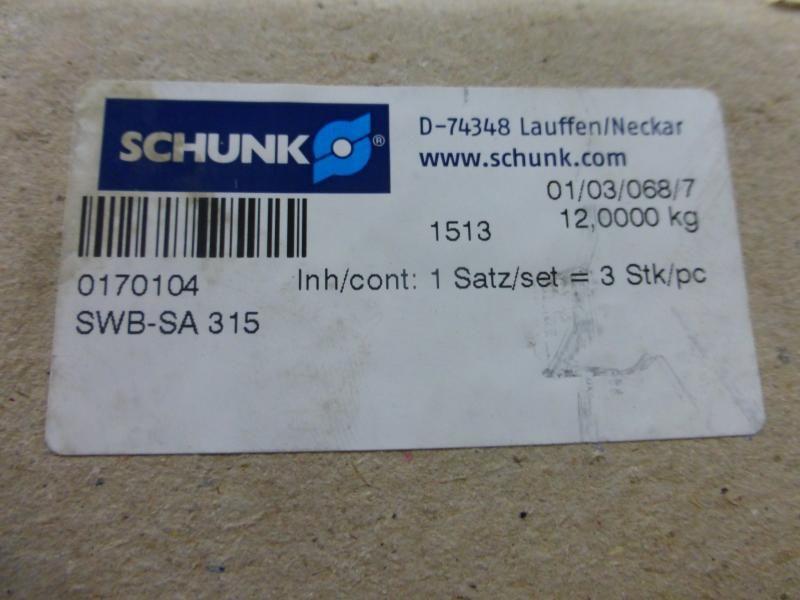 SCHUNK ®
D-74348 Lauffen/Neckar
www.schunk.com
01/03/068/7
1513 12,0000 kg
0170104 Inh/cont: 1 Satz/set = 3 Stk/pc
SWB-SA 315